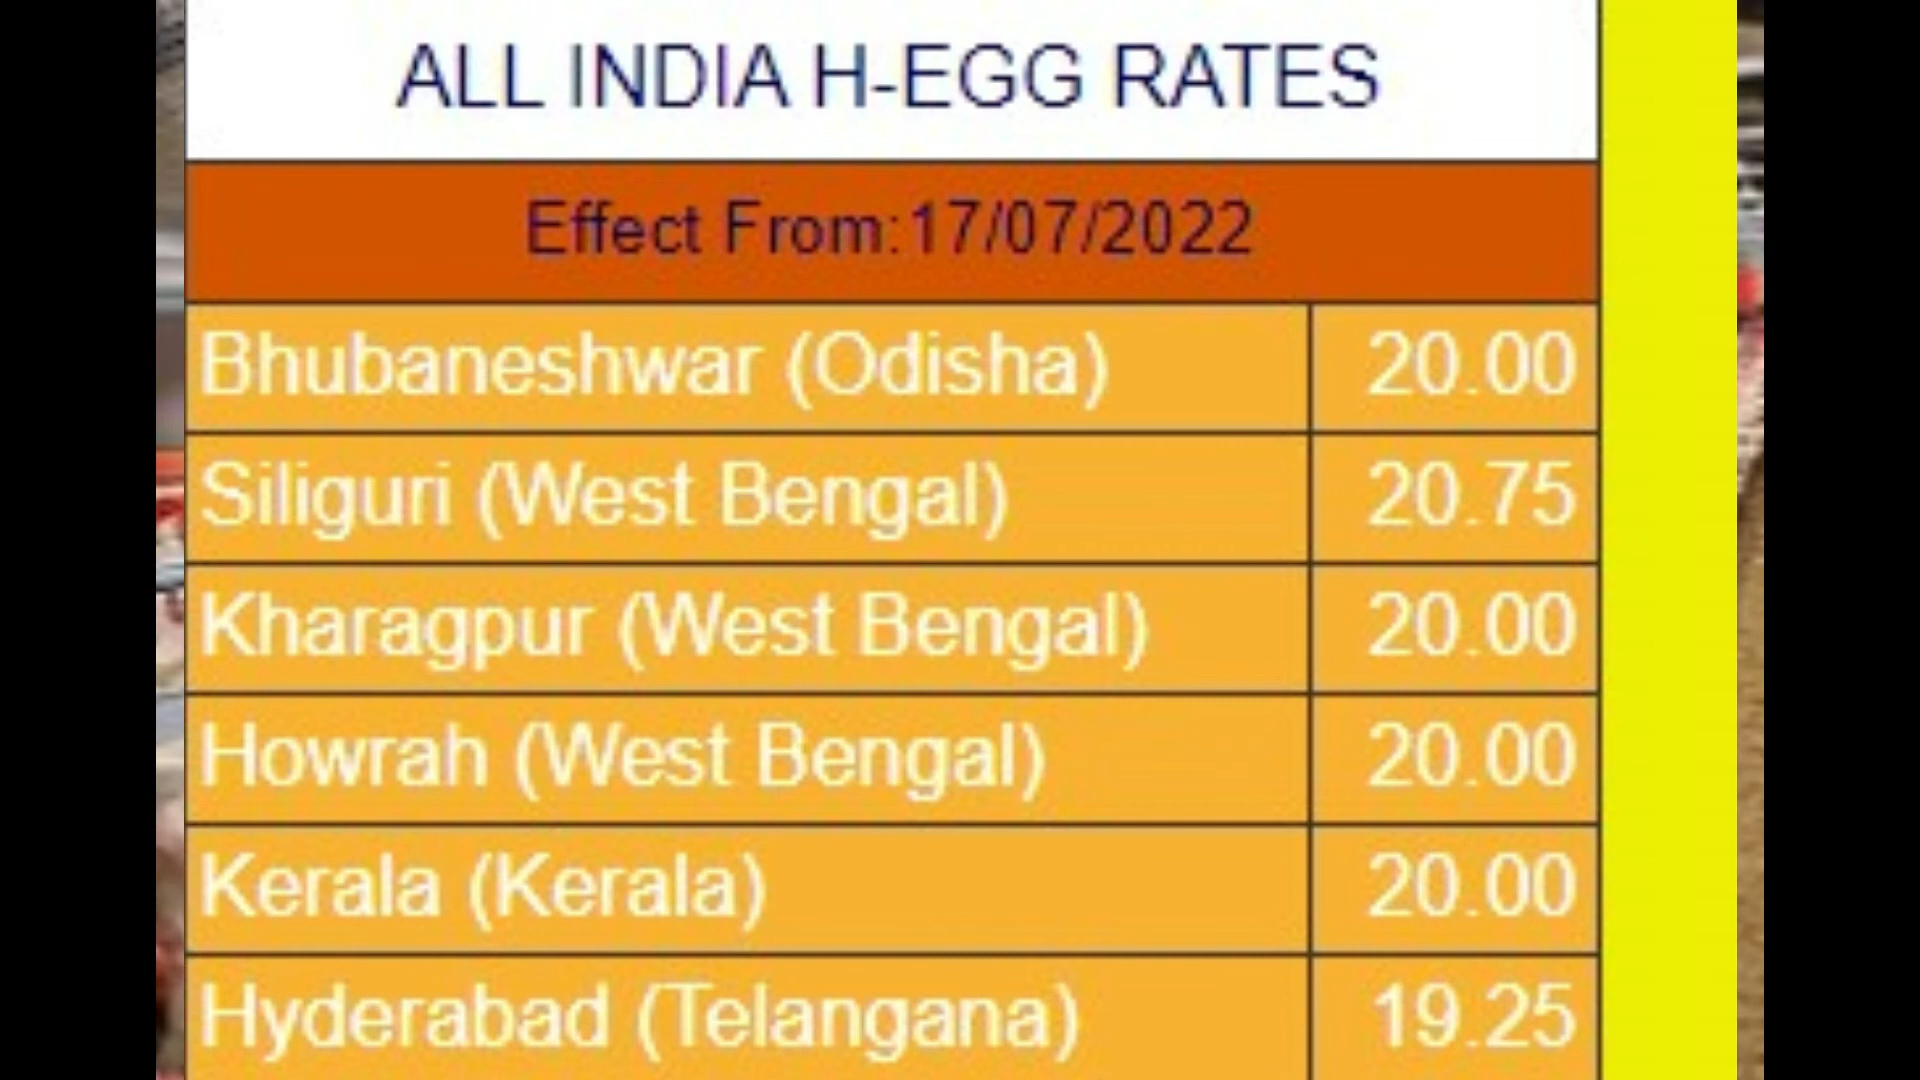 ALL INDIA H-EGG RATES
Effect From:17/07/2022
Bhubaneshwar (Odisha) 20.00
Siliguri (West Bengal) 20.75
Kharagpur (West Bengal) 20.00
Howrah (West Bengal) 20.00
Kerala (Kerala) 20.00
Hyderabad (Telangana) 19.25